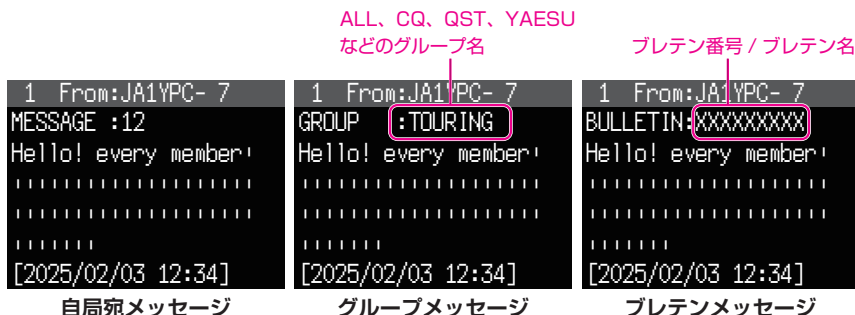 ALL、CQ、QST、YAESU
などのグループ名
ブレテン番号 / ブレテン名
1 From:JA1YPC- 7
MESSAGE :12
Hello! every member
[2025/02/03 12:34]
自局宛メッセージ
1 From:JA1YPC- 7
GROUP :TOURING
Hello! every member
[2025/02/03 12:34]
グループメッセージ
1 From:JA1YPC- 7
BULLETIN:XXXXXXXXX
Hello! every member
[2025/02/03 12:34]
ブレテンメッセージ